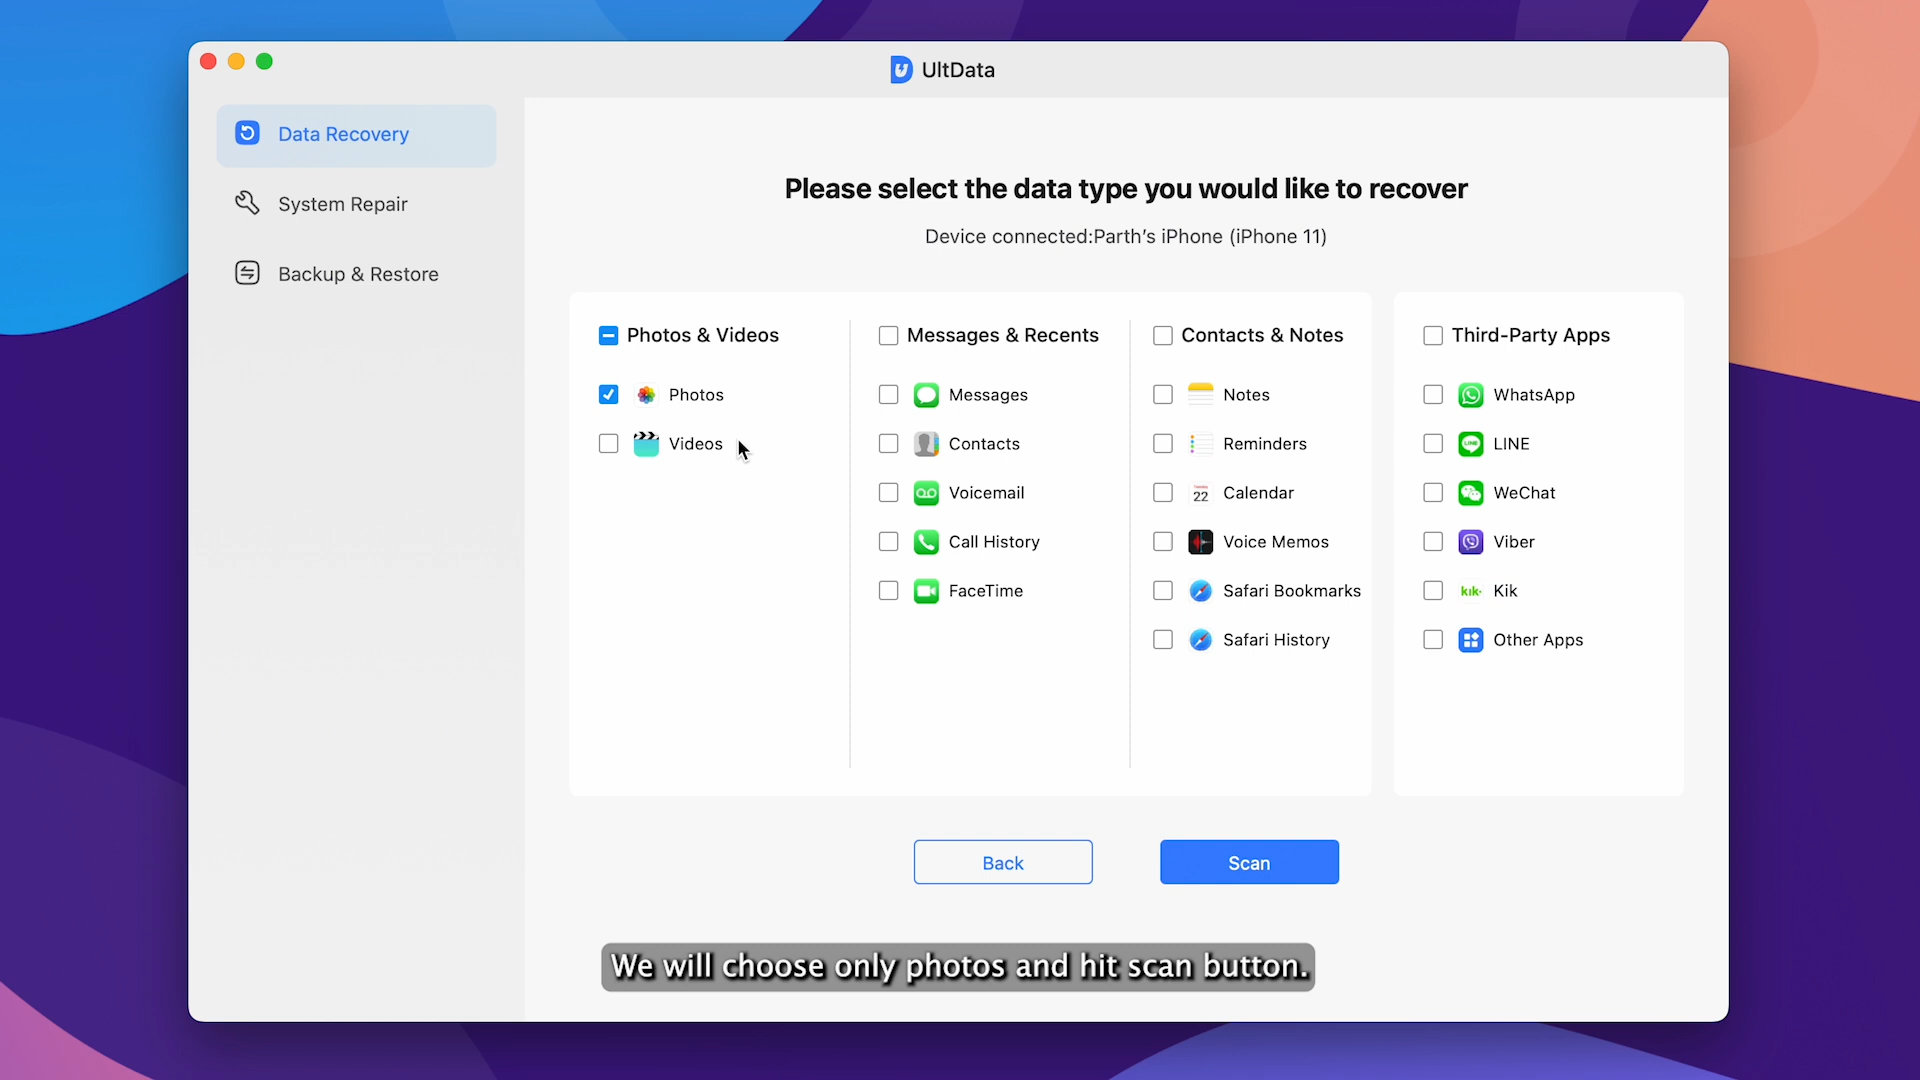 UltData
Data Recovery
System Repair
Backup & Restore
Please select the data type you would like to recover
Device connected:Parth's iPhone (iPhone 11)
Photos & Videos
Photos
Videos
Messages & Recents
Messages
Contacts
Voicemail
Call History
FaceTime
Contacts & Notes
Notes
Reminders
Tuesday
22
Calendar
Voice Memos
Safari Bookmarks
Safari History
Third-Party Apps
WhatsApp
LINE
LINE
WeChat
Viber
kik
Kik
Other Apps
Back
Scan
We will choose only photos and hit scan button.